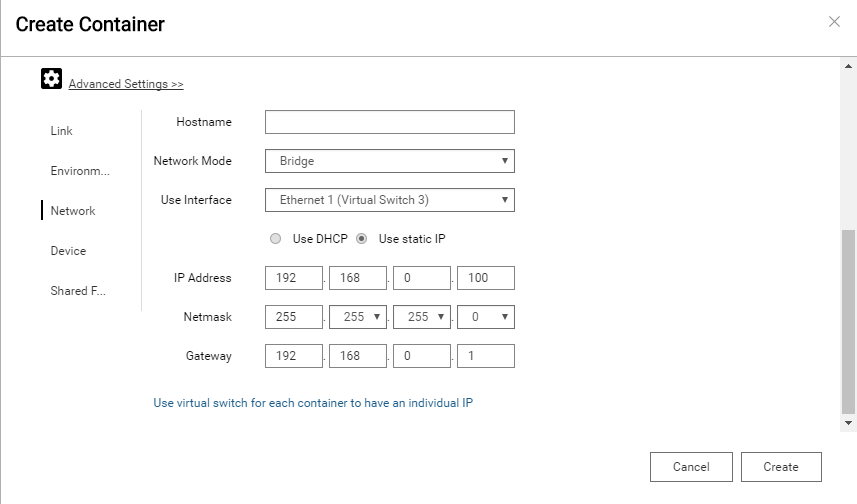 Create Container
Advanced Settings >>
Link
Environm...
Network
Device
Shared F...
Hostname
Network Mode Bridge
Use Interface Ethernet 1 (Virtual Switch 3)
Use DHCP Use static IP
IP Address 192 . 168 . 0 . 100
Netmask 255 . 255 . 255 . 0
Gateway 192 . 168 . 0 . 1
Use virtual switch for each container to have an individual IP
Cancel Create